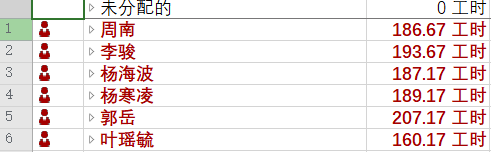 未分配的 0 工时
1 周南 186.67 工时
2 李骏 193.67 工时
3 杨海波 187.17 工时
4 杨寒凌 189.17 工时
5 郭岳 207.17 工时
6 叶瑶毓 160.17 工时